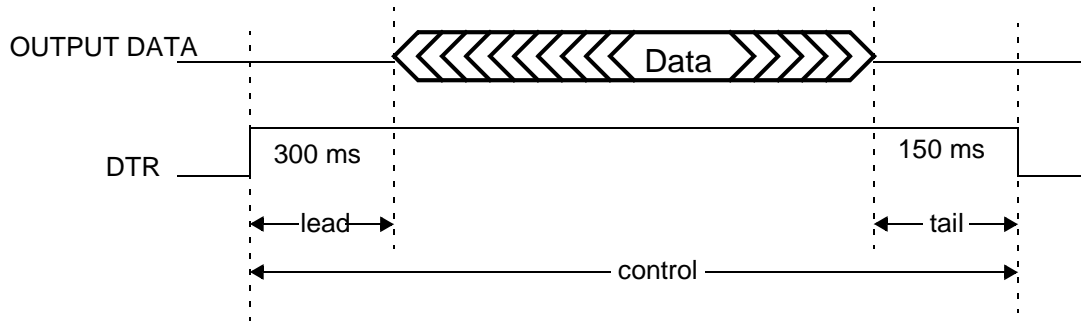 OUTPUT DATA
Data
DTR
300 ms
150 ms
lead
tail
control